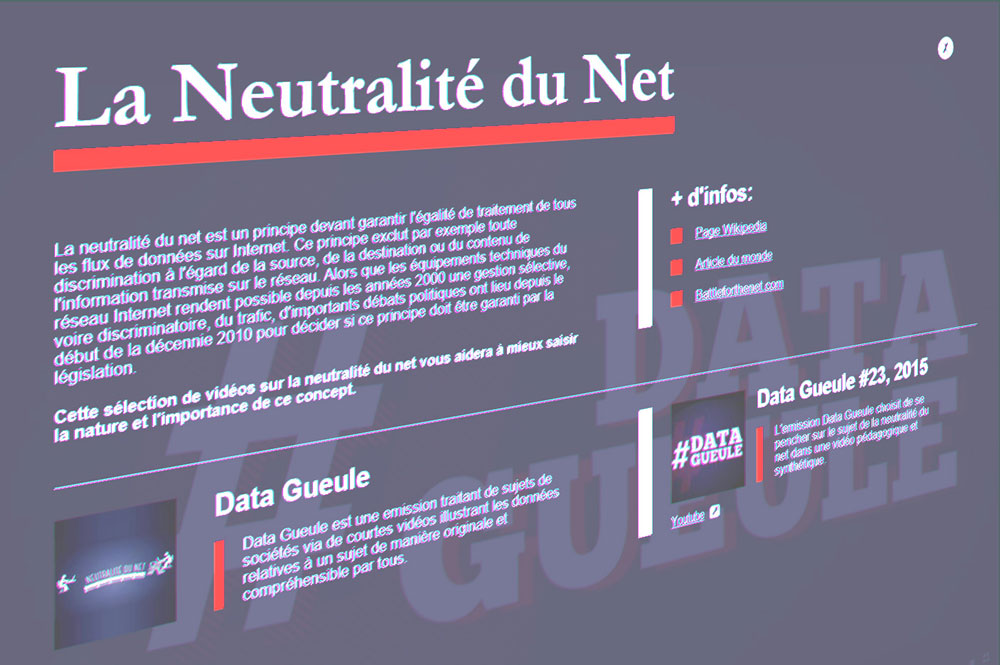 La Neutralité du Net
La neutralité du net est un principe devant garantir l'égalité de traitement de tous
les flux de données sur Internet. Ce principe exclut par exemple toute
discrimination à l'égard de la source, de la destination ou du contenu de
l'information transmise sur le réseau. Alors que les équipements techniques du
réseau Internet rendent possible depuis les années 2000 une gestion sélective,
voire discriminatoire, du trafic, d'importants débats politiques ont lieu depuis le
début de la décennie 2010 pour décider si ce principe doit être garanti par la
législation.
Cette sélection de vidéos sur la neutralité du net vous aidera à mieux saisir
la nature et l'importance de ce concept.
+ d'infos:
Page Wikipedia
Article du monde
Battleforthenet.com
NEUTRALITÉ DU NET
Data Gueule
Data Gueule est une emission traitant de sujets de
sociétés via de courtes vidéos illustrant les données
relatives à un sujet de manière originale et
compréhensible par tous.
#DATA
GUEULE
Data Gueule #23, 2015
L'emission Data Gueule choisit de se
pencher sur le sujet de la neutralité du
net dans une vidéo pédagogique et
synthétique.
Youtube
# DATA
GUEULE